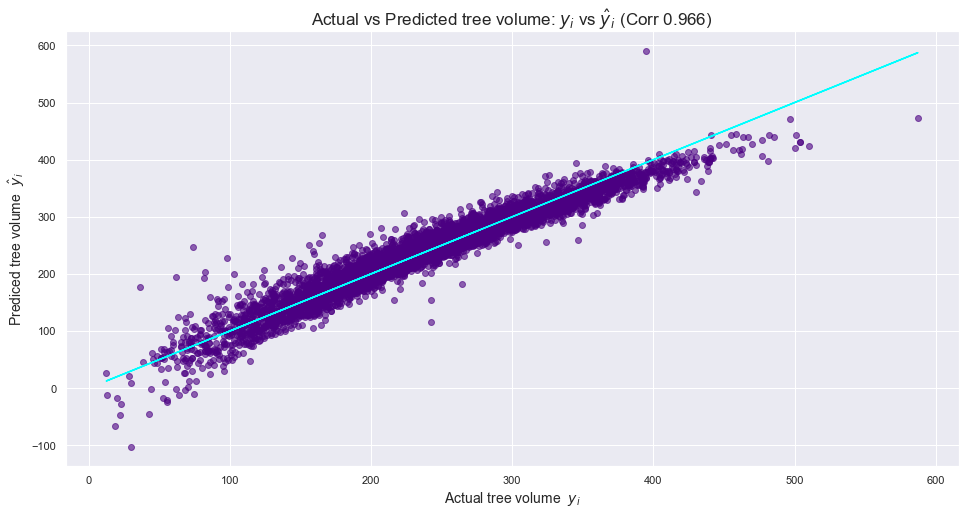 Actual vs Predicted tree volume: yᵢ vs ŷᵢ (Corr 0.966)
600
500
400
300
200
100
0
−100
Prediced tree volume ŷᵢ
0 100 200 300 400 500 600
Actual tree volume yᵢ